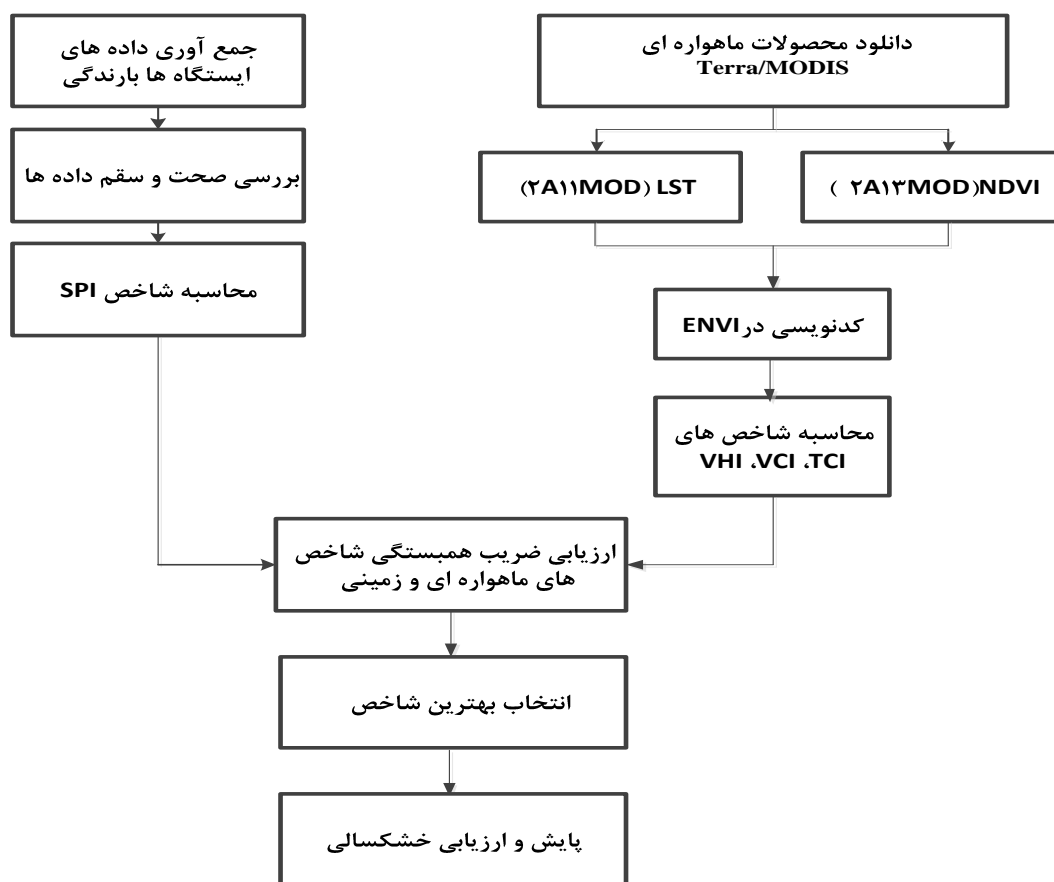 جمع آوری داده های
ایستگاه ها بارندگی
بررسی صحت و سقم داده ها
محاسبه شاخص SPI
دانلود محصولات ماهواره ای
Terra/MODIS
(۲A۱۱MOD) LST
( ۲A۱۳MOD)NDVI
کدنویسی در ENVI
محاسبه شاخص های
VHI ،VCI ،TCI
ارزیابی ضریب همبستگی شاخص
های ماهواره ای و زمینی
انتخاب بهترین شاخص
پایش و ارزیابی خشکسالی